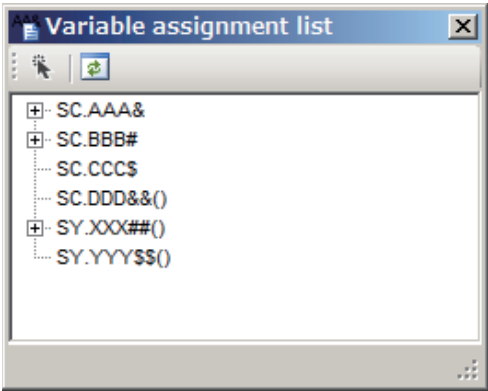 Variable assignment list
SC.AAA&
SC.BBB#
SC.CCC$
SC.DDD&&()
SY.XXX##()
SY.YYY$$()